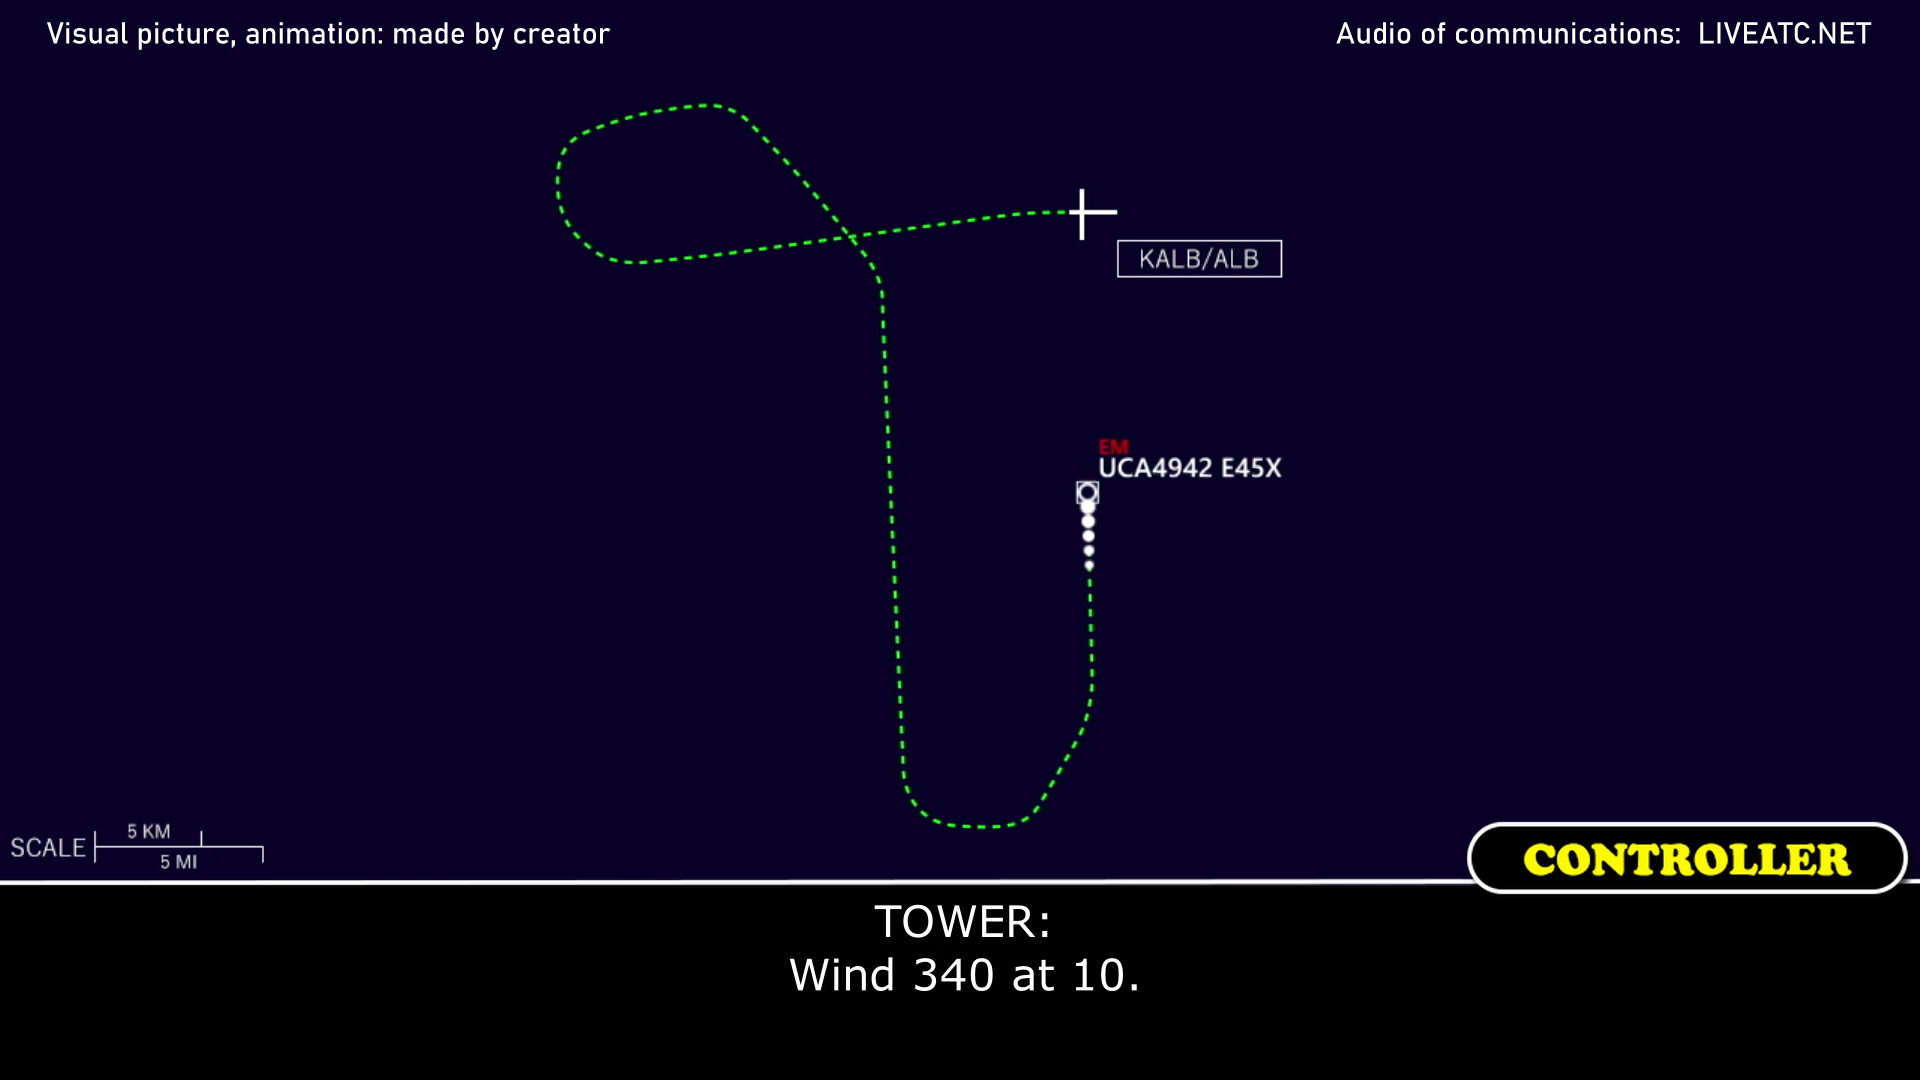 Visual picture, animation: made by creator
Audio of communications: LIVEATC.NET
KALB/ALB
EM
UCA4942 E45X
5 KM
SCALE
5 MI
CONTROLLER
TOWER:
Wind 340 at 10.